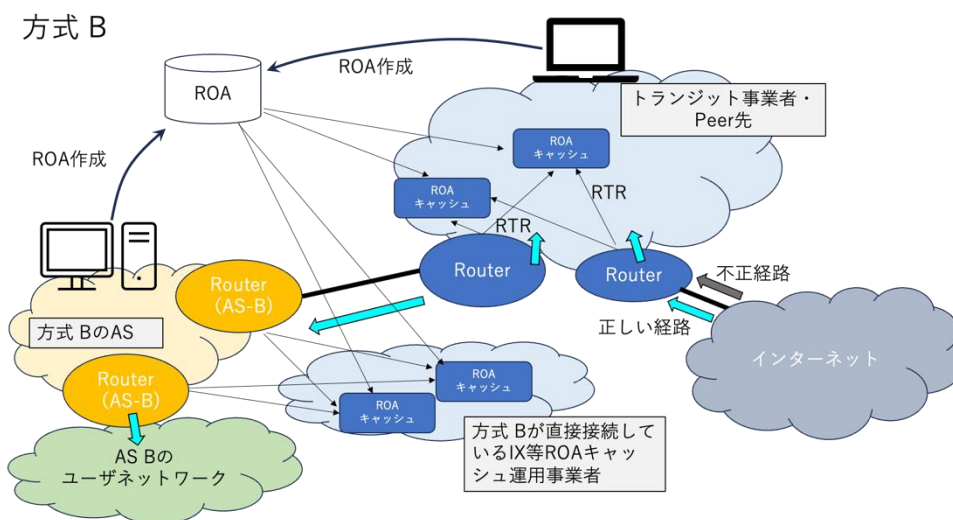 方式 B
ROA作成
ROA
トランジット事業者・
Peer先
ROA
キャッシュ
ROA作成
ROA
キャッシュ
RTR
RTR
Router
Router
不正経路
Router
(AS-B)
正しい経路
方式 BのAS
インターネット
Router
(AS-B)
ROA
キャッシュ
ROA
キャッシュ
方式 Bが直接接続して
いるIX等ROAキャッ
シュ運用事業者
AS Bの
ユーザネットワーク